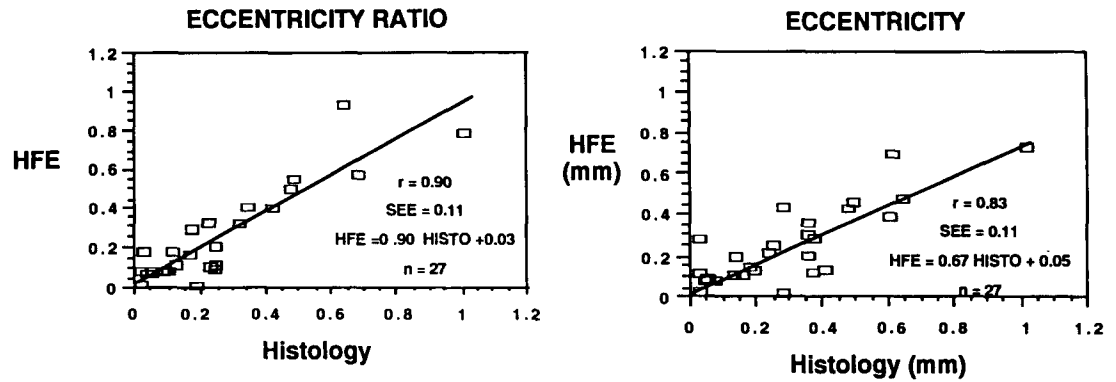 ECCENTRICITY RATIO
1.2
1
0.8
0.6
0.4
0.2
0
HFE
r = 0.90
SEE = 0.11
HFE =0 .90 HISTO +0.03
n = 27
0 0.2 0.4 0.6 0.8 1 1.2
Histology
ECCENTRICITY
1.2
1
0.8
0.6
0.4
0.2
0
HFE
(mm)
r = 0.83
SEE = 0.11
HFE = 0.67 HISTO + 0.05
n = 27
0 0.2 0.4 0.6 0.8 1 1.2
Histology (mm)